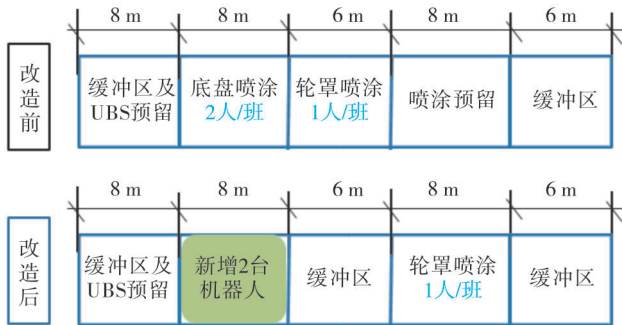 8 m 8 m 6 m 8 m 6 m
改造前
缓冲区及
UBS预留
底盘喷涂
2人/班
轮罩喷涂
1人/班
喷涂预留
缓冲区
8 m 8 m 6 m 8 m 6 m
改造后
缓冲区及
UBS预留
新增2台
机器人
缓冲区
轮罩喷涂
1人/班
缓冲区